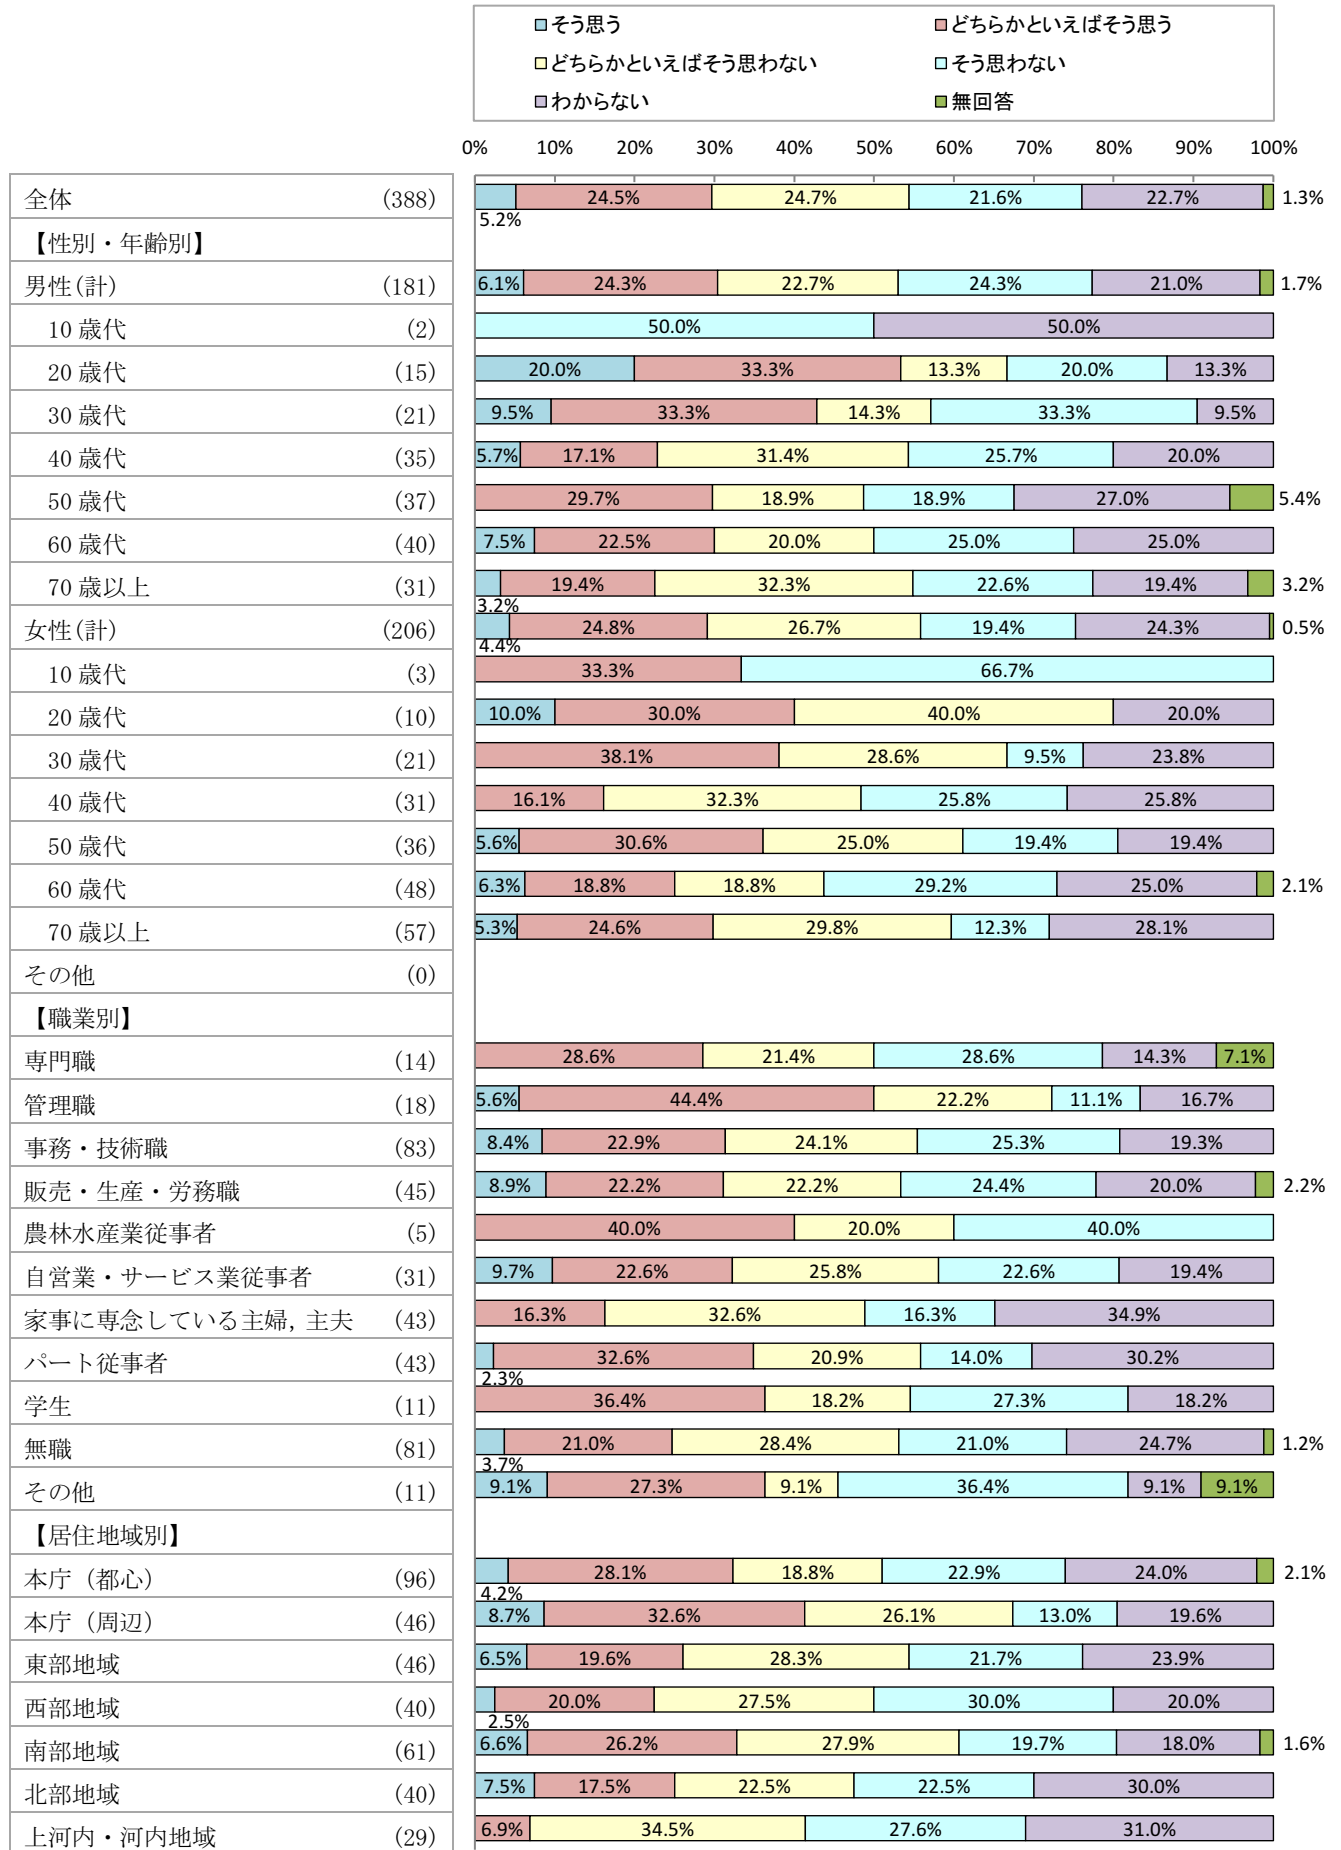 そう思う どちらかといえばそう思う
どちらかといえばそう思わない そう思わない
わからない 無回答
0% 10% 20% 30% 40% 50% 60% 70% 80% 90% 100%
全体 (388) 24.5% 24.7% 21.6% 22.7% 1.3%
5.2%
【性別・年齢別】
男性(計) (181) 6.1% 24.3% 22.7% 24.3% 21.0% 1.7%
10歳代 (2) 50.0% 50.0%
20歳代 (15) 20.0% 33.3% 13.3% 20.0% 13.3%
30歳代 (21) 9.5% 33.3% 14.3% 33.3% 9.5%
40歳代 (35) 5.7% 17.1% 31.4% 25.7% 20.0%
50歳代 (37) 29.7% 18.9% 18.9% 27.0% 5.4%
60歳代 (40) 7.5% 22.5% 20.0% 25.0% 25.0%
70歳以上 (31) 19.4% 32.3% 22.6% 19.4% 3.2%
3.2%
女性(計) (206) 24.8% 26.7% 19.4% 24.3% 0.5%
4.4%
10歳代 (3) 33.3% 66.7%
20歳代 (10) 10.0% 30.0% 40.0% 20.0%
30歳代 (21) 38.1% 28.6% 9.5% 23.8%
40歳代 (31) 16.1% 32.3% 25.8% 25.8%
50歳代 (36) 5.6% 30.6% 25.0% 19.4% 19.4%
60歳代 (48) 6.3% 18.8% 18.8% 29.2% 25.0% 2.1%
70歳以上 (57) 5.3% 24.6% 29.8% 12.3% 28.1%
その他 (0)
【職業別】
専門職 (14) 28.6% 21.4% 28.6% 14.3% 7.1%
管理職 (18) 5.6% 44.4% 22.2% 11.1% 16.7%
事務・技術職 (83) 8.4% 22.9% 24.1% 25.3% 19.3%
販売・生産・労務職 (45) 8.9% 22.2% 22.2% 24.4% 20.0% 2.2%
農林水産業従事者 (5) 40.0% 20.0% 40.0%
自営業・サービス業従事者 (31) 9.7% 22.6% 25.8% 22.6% 19.4%
家事に専念している主婦,主夫 (43) 16.3% 32.6% 16.3% 34.9%
パート従事者 (43) 32.6% 20.9% 14.0% 30.2%
2.3%
学生 (11) 36.4% 18.2% 27.3% 18.2%
無職 (81) 21.0% 28.4% 21.0% 24.7% 1.2%
3.7%
その他 (11) 9.1% 27.3% 9.1% 36.4% 9.1% 9.1%
【居住地域別】
本庁（都心） (96) 28.1% 18.8% 22.9% 24.0% 2.1%
4.2%
本庁（周辺） (46) 8.7% 32.6% 26.1% 13.0% 19.6%
東部地域 (46) 6.5% 19.6% 28.3% 21.7% 23.9%
西部地域 (40) 20.0% 27.5% 30.0% 20.0%
2.5%
南部地域 (61) 6.6% 26.2% 27.9% 19.7% 18.0% 1.6%
北部地域 (40) 7.5% 17.5% 22.5% 22.5% 30.0%
上河内・河内地域 (29) 6.9% 34.5% 27.6% 31.0%